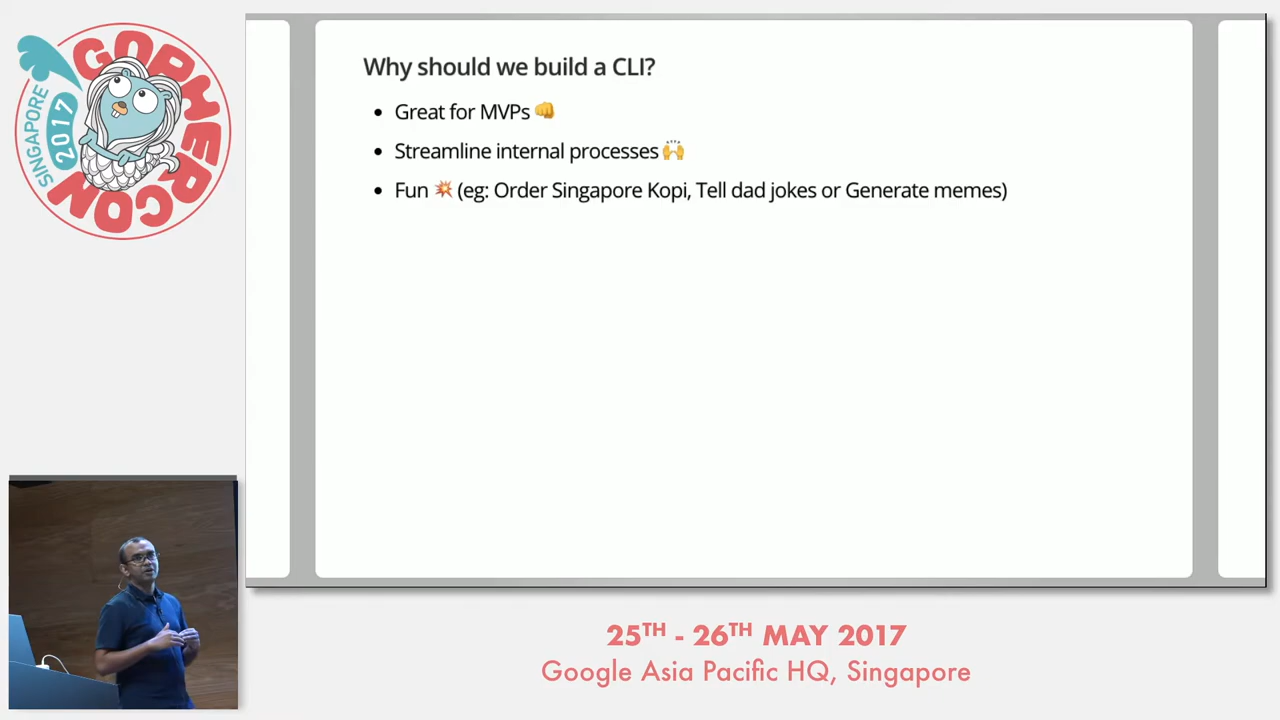 SINGAPORE
2017
GOPHERCON
Why should we build a CLI?
• Great for MVPs 👊
• Streamline internal processes 🙌
• Fun 💥 (eg: Order Singapore Kopi, Tell dad jokes or Generate memes)
25TH - 26TH MAY 2017
Google Asia Pacific HQ, Singapore